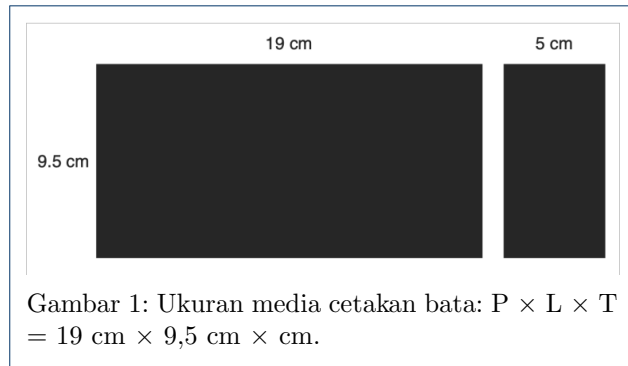 19 cm
5 cm
9.5 cm
Gambar 1: Ukuran media cetakan bata: P × L × T
= 19 cm × 9,5 cm × cm.